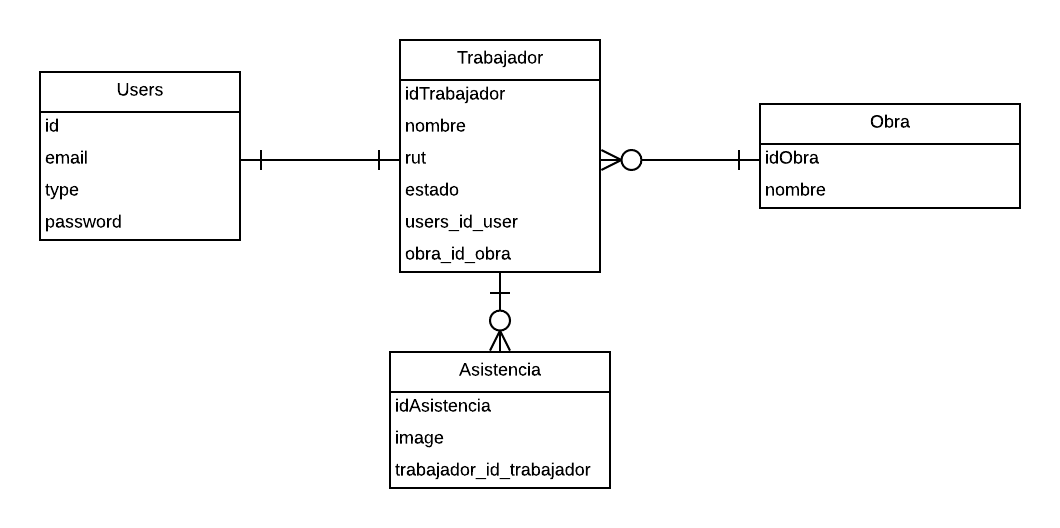 Users
id
email
type
password
Trabajador
idTrabajador
nombre
rut
estado
users_id_user
obra_id_obra
Obra
idObra
nombre
Asistencia
idAsistencia
image
trabajador_id_trabajador